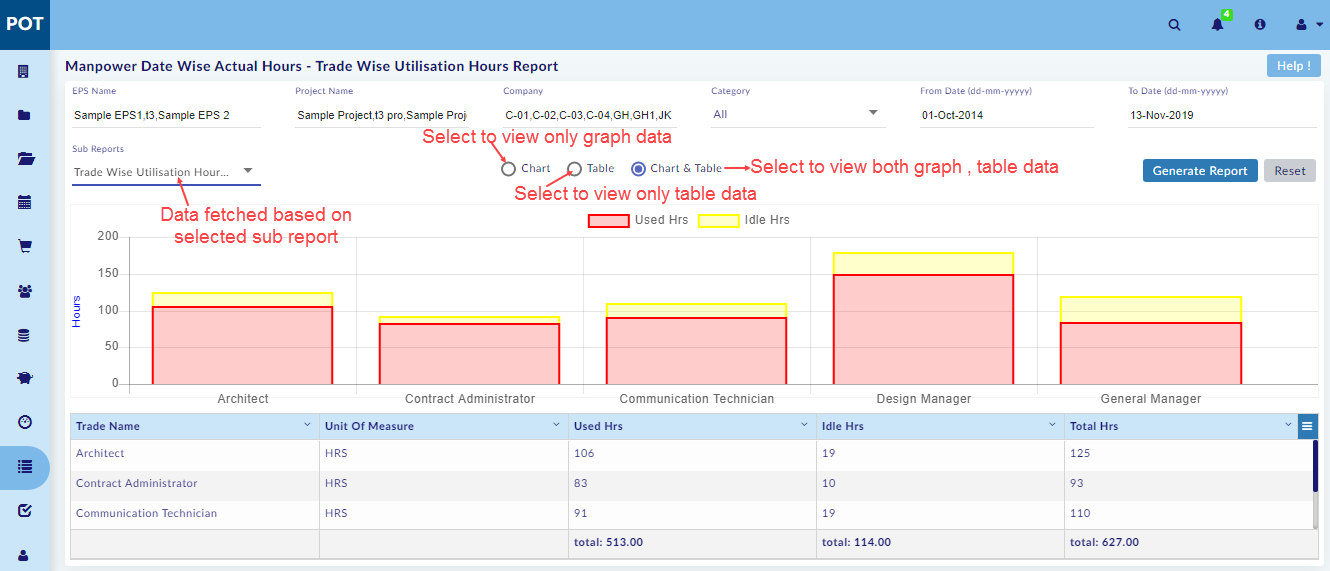 POT
4
Manpower Date Wise Actual Hours - Trade Wise Utilisation Hours Report
Help !
EPS Name
Project Name
Company
Category
From Date (dd-mm-yyyyy)
To Date (dd-mm-yyyyy)
Sample EPS1,t3,Sample EPS 2
Sample Project,t3 pro,Sample Proj
C-01,C-02,C-03,C-04,GH,GH1,JK
All
01-Oct-2014
13-Nov-2019
Select to view only graph data
Sub Reports
Trade Wise Utilisation Hour...
Chart
Table
Chart & Table
Select to view both graph , table data
Generate Report
Reset
Select to view only table data
Data fetched based on
selected sub report
Used Hrs
Idle Hrs
200
150
100
50
0
Hours
Architect
Contract Administrator
Communication Technician
Design Manager
General Manager
Trade Name
Unit Of Measure
Used Hrs
Idle Hrs
Total Hrs
Architect
HRS
106
19
125
Contract Administrator
HRS
83
10
93
Communication Technician
HRS
91
19
110
total: 513.00
total: 114.00
total: 627.00